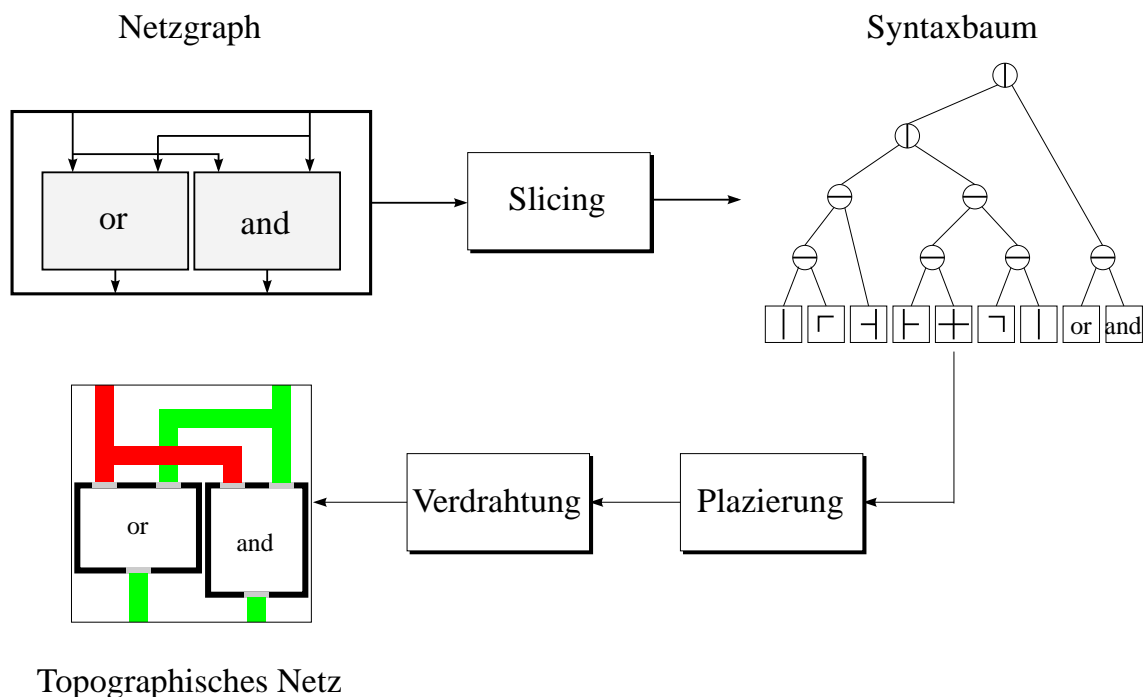 Netzgraph
Syntaxbaum
or
and
Slicing
or
and
or
and
Verdrahtung
Plazierung
Topographisches Netz